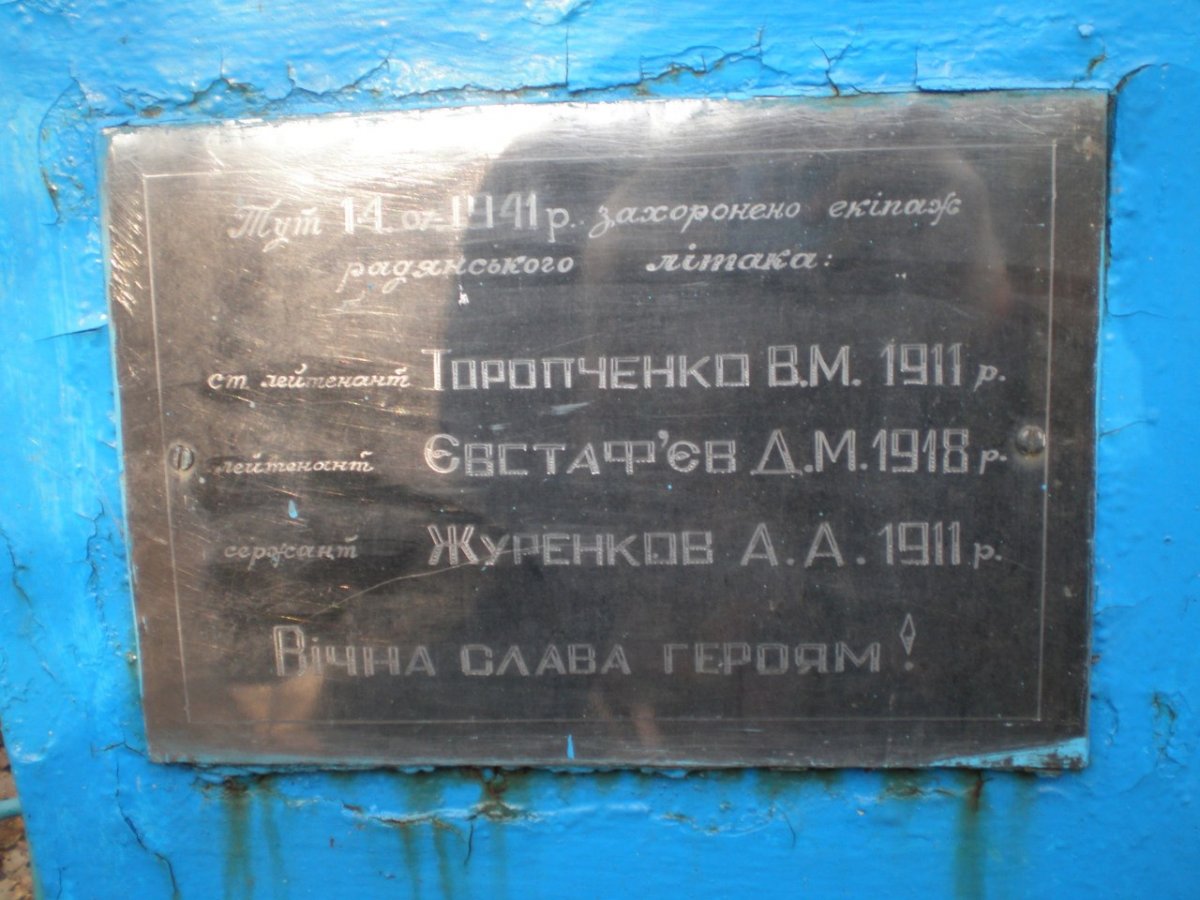 Тут 14.07.1941 р. захоронено екіпаж
радянського літака:
ст лейтенант ТОРОПЧЕНКО В.М. 1911 р.
лейтенант ЄВСТАФ'ЄВ Д.М. 1918 р.
сержант ЖУРЕНКОВ А.А. 1911 р.
ВІЧНА СЛАВА ГЕРОЯМ!